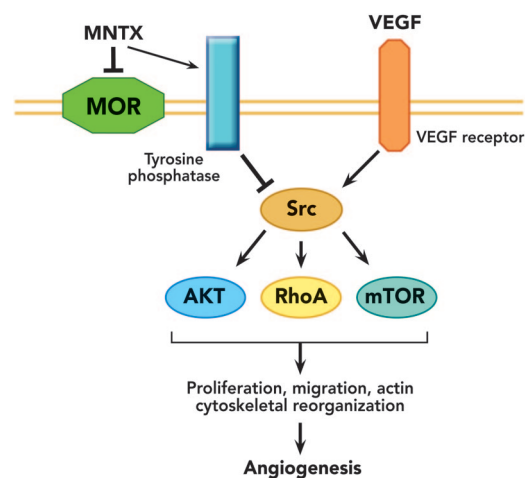 MNTX
VEGF
MOR
Tyrosine
phosphatase
VEGF receptor
Src
AKT
RhoA
mTOR
Proliferation, migration, actin
cytoskeletal reorganization
Angiogenesis